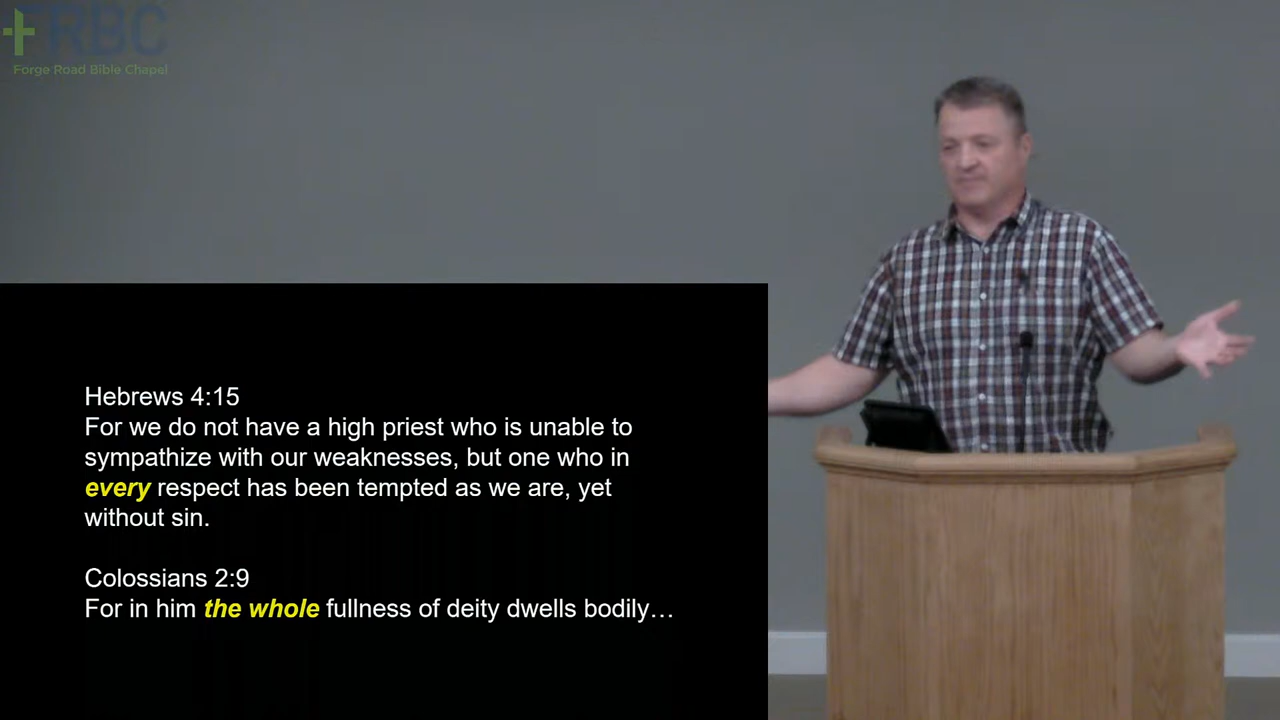 FRBC
Forge Road Bible Chapel
Hebrews 4:15
For we do not have a high priest who is unable to
sympathize with our weaknesses, but one who in
every respect has been tempted as we are, yet
without sin.
Colossians 2:9
For in him the whole fullness of deity dwells bodily…